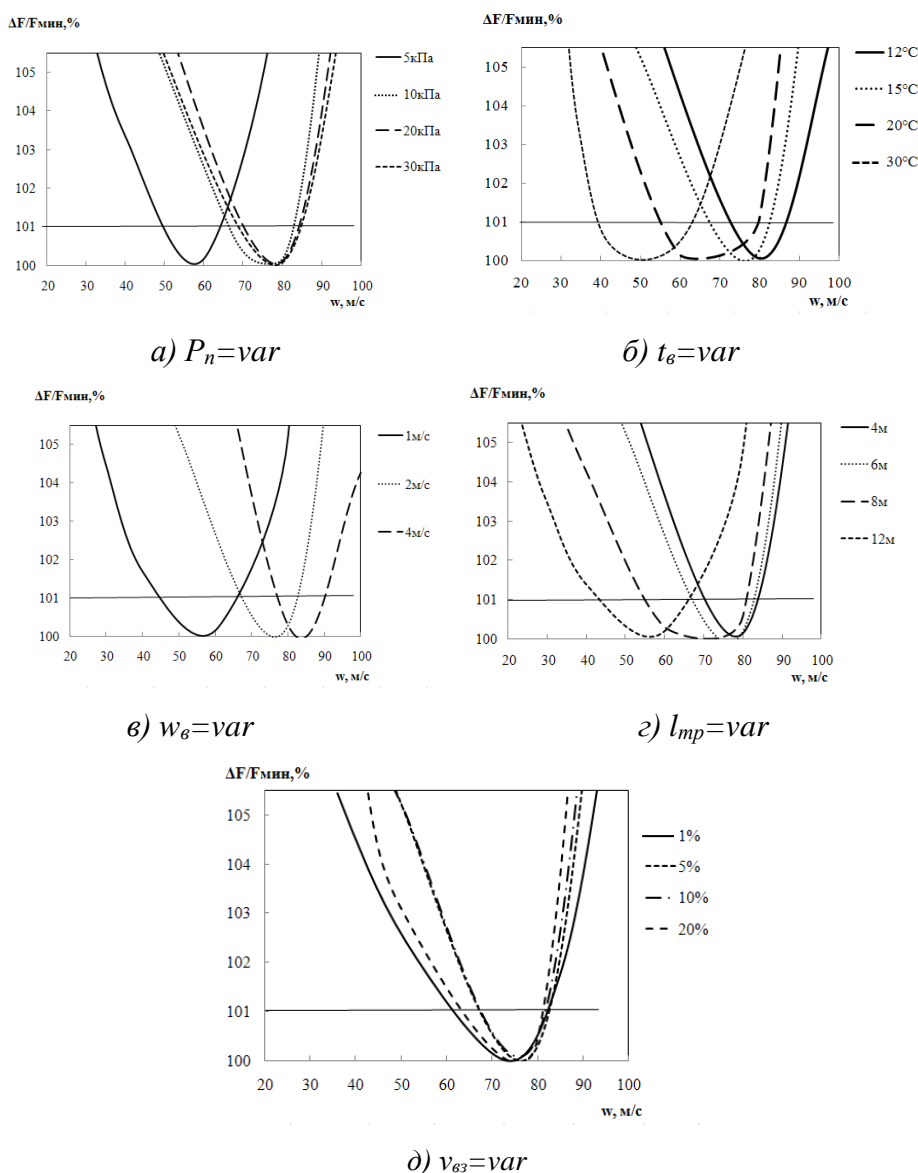 ΔF/Fмин,%
105
104
103
102
101
100
20 30 40 50 60 70 80 90 100
w, м/с
5кПа
10кПа
20кПа
30кПа
а) Pп=var
ΔF/Fмин,%
105
104
103
102
101
100
20 30 40 50 60 70 80 90 100
w, м/с
12°С
15°С
20°С
30°С
б) tв=var
ΔF/Fмин,%
105
104
103
102
101
100
20 30 40 50 60 70 80 90 100
w, м/с
1м/с
2м/с
4м/с
в) wв=var
ΔF/Fмин,%
105
104
103
102
101
100
20 30 40 50 60 70 80 90 100
w, м/с
4м
6м
8м
12м
г) lтр=var
ΔF/Fмин,%
105
104
103
102
101
100
20 30 40 50 60 70 80 90 100
w, м/с
1%
5%
10%
20%
д) vвз=var